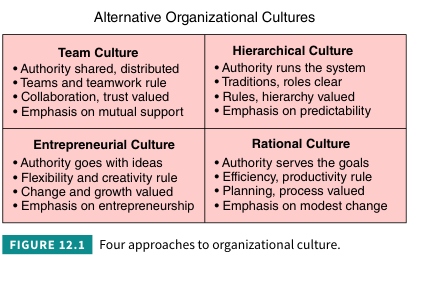 Alternative Organizational Cultures
Team Culture
• Authority shared, distributed
• Teams and teamwork rule
• Collaboration, trust valued
• Emphasis on mutual support
Hierarchical Culture
• Authority runs the system
• Traditions, roles clear
• Rules, hierarchy valued
• Emphasis on predictability
Entrepreneurial Culture
• Authority goes with ideas
• Flexibility and creativity rule
• Change and growth valued
• Emphasis on entrepreneurship
Rational Culture
• Authority serves the goals
• Efficiency, productivity rule
• Planning, process valued
• Emphasis on modest change
FIGURE 12.1 Four approaches to organizational culture.